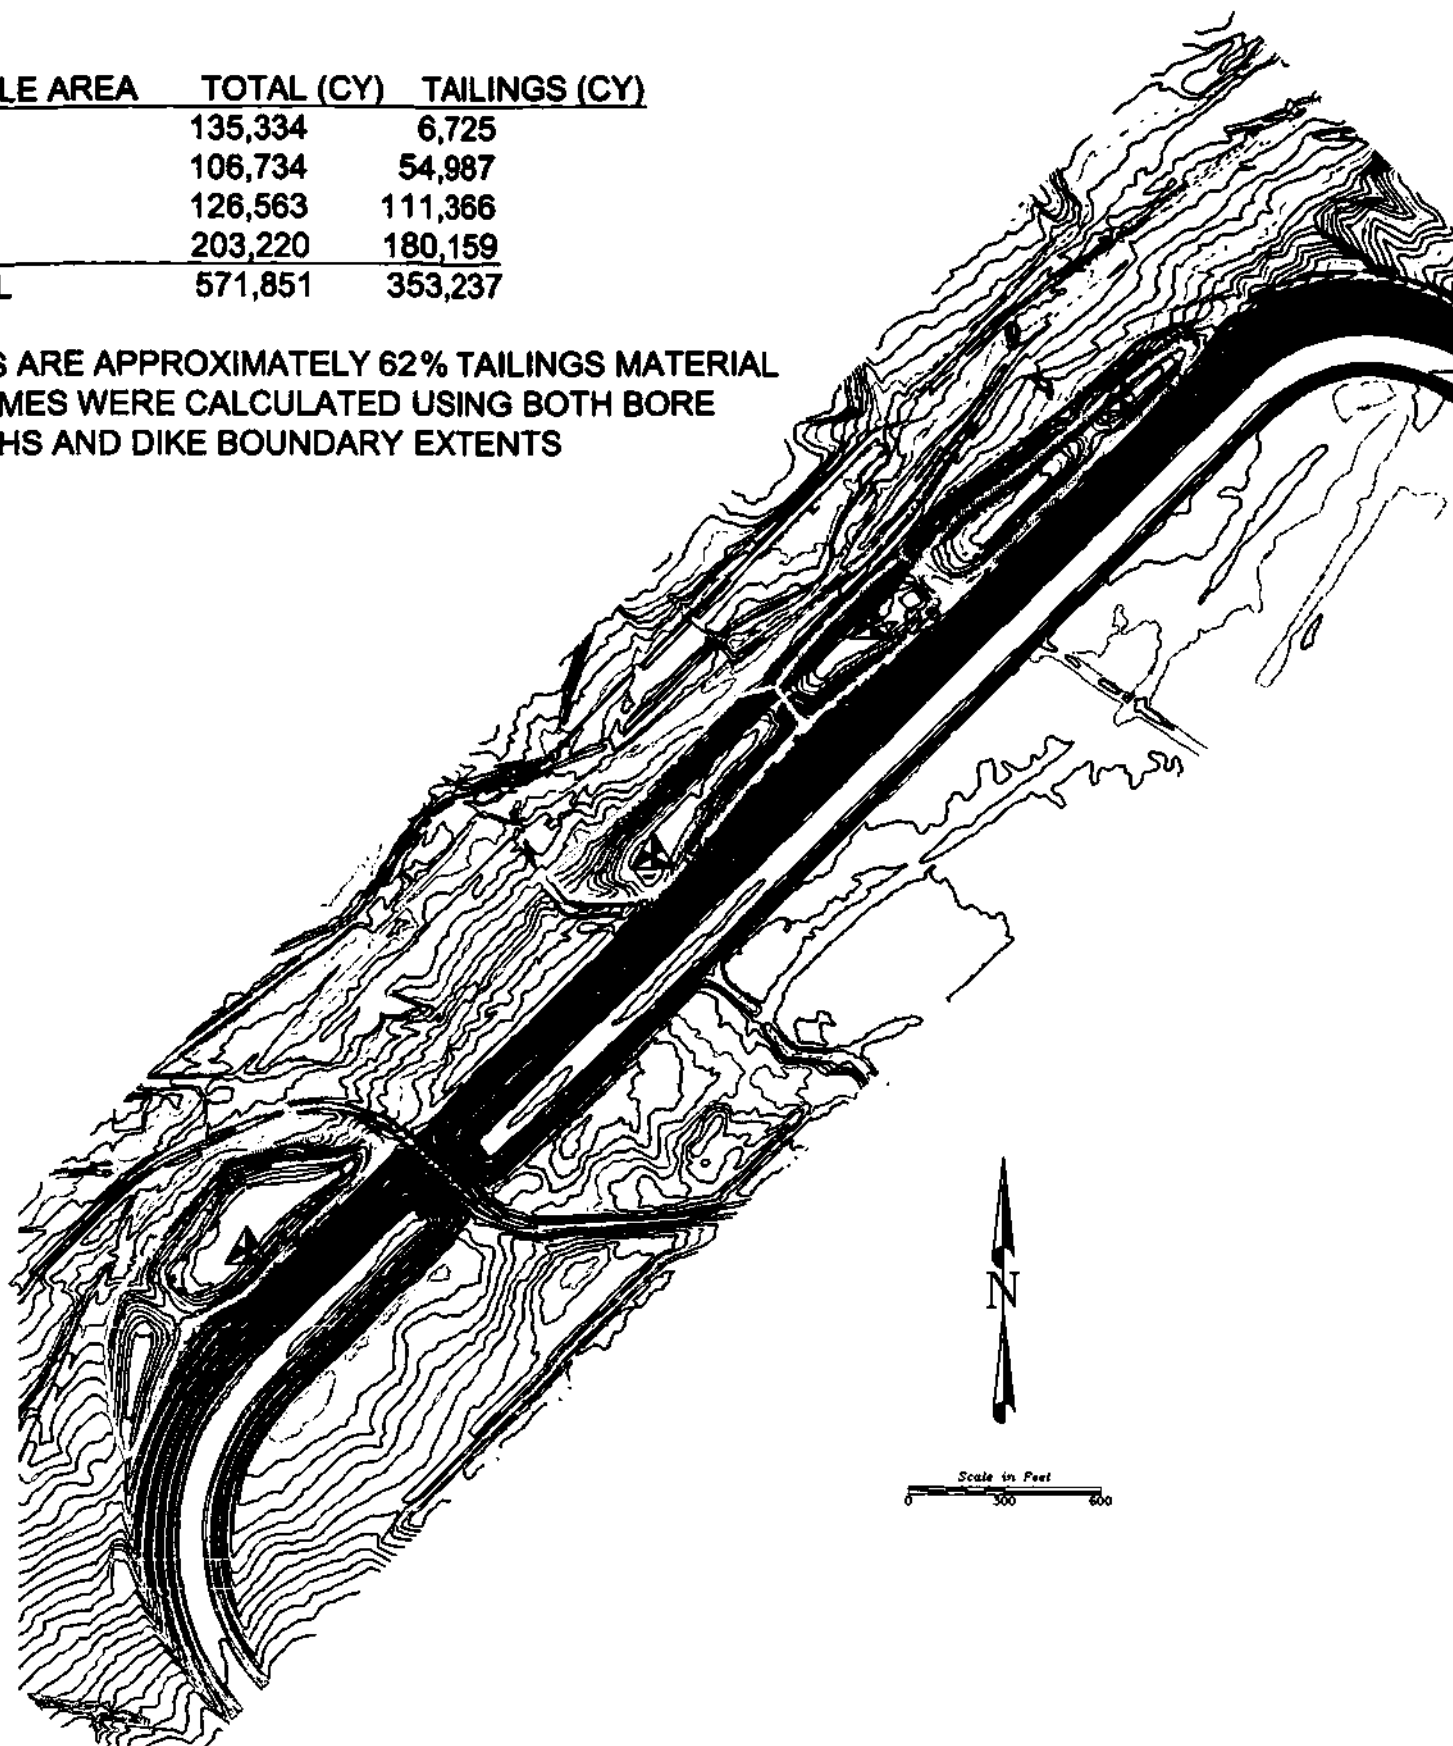 LE AREA TOTAL (CY) TAILINGS (CY)
135,334 6,725
106,734 54,987
126,563 111,366
203,220 180,159
L 571,851 353,237
S ARE APPROXIMATELY 62% TAILINGS MATERIAL
MES WERE CALCULATED USING BOTH BORE
HS AND DIKE BOUNDARY EXTENTS
N
Scale in Feet
0 300 600